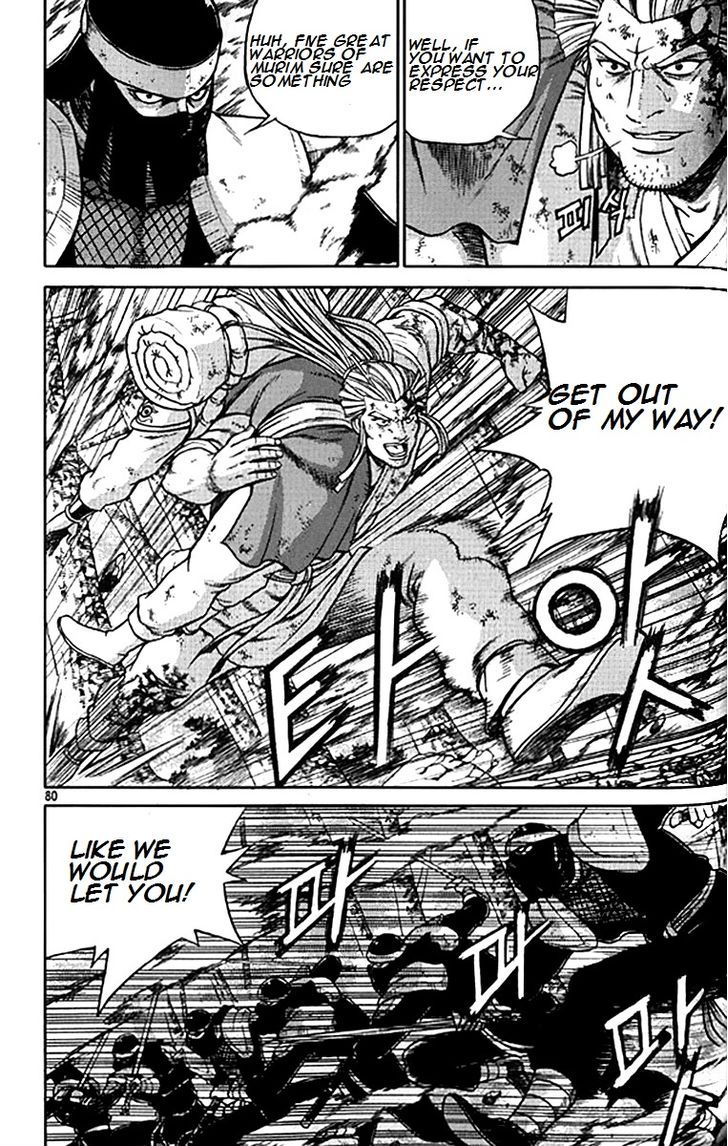 HUH, FIVE GREAT
WARRIORS OF
MURIM SURE ARE
SOMETHING
WELL, IF
YOU WANT TO
EXPRESS YOUR
RESPECT...
피식
GET OUT
OF MY WAY!
타앗
80
LIKE WE
WOULD
LET YOU!
파
파
파